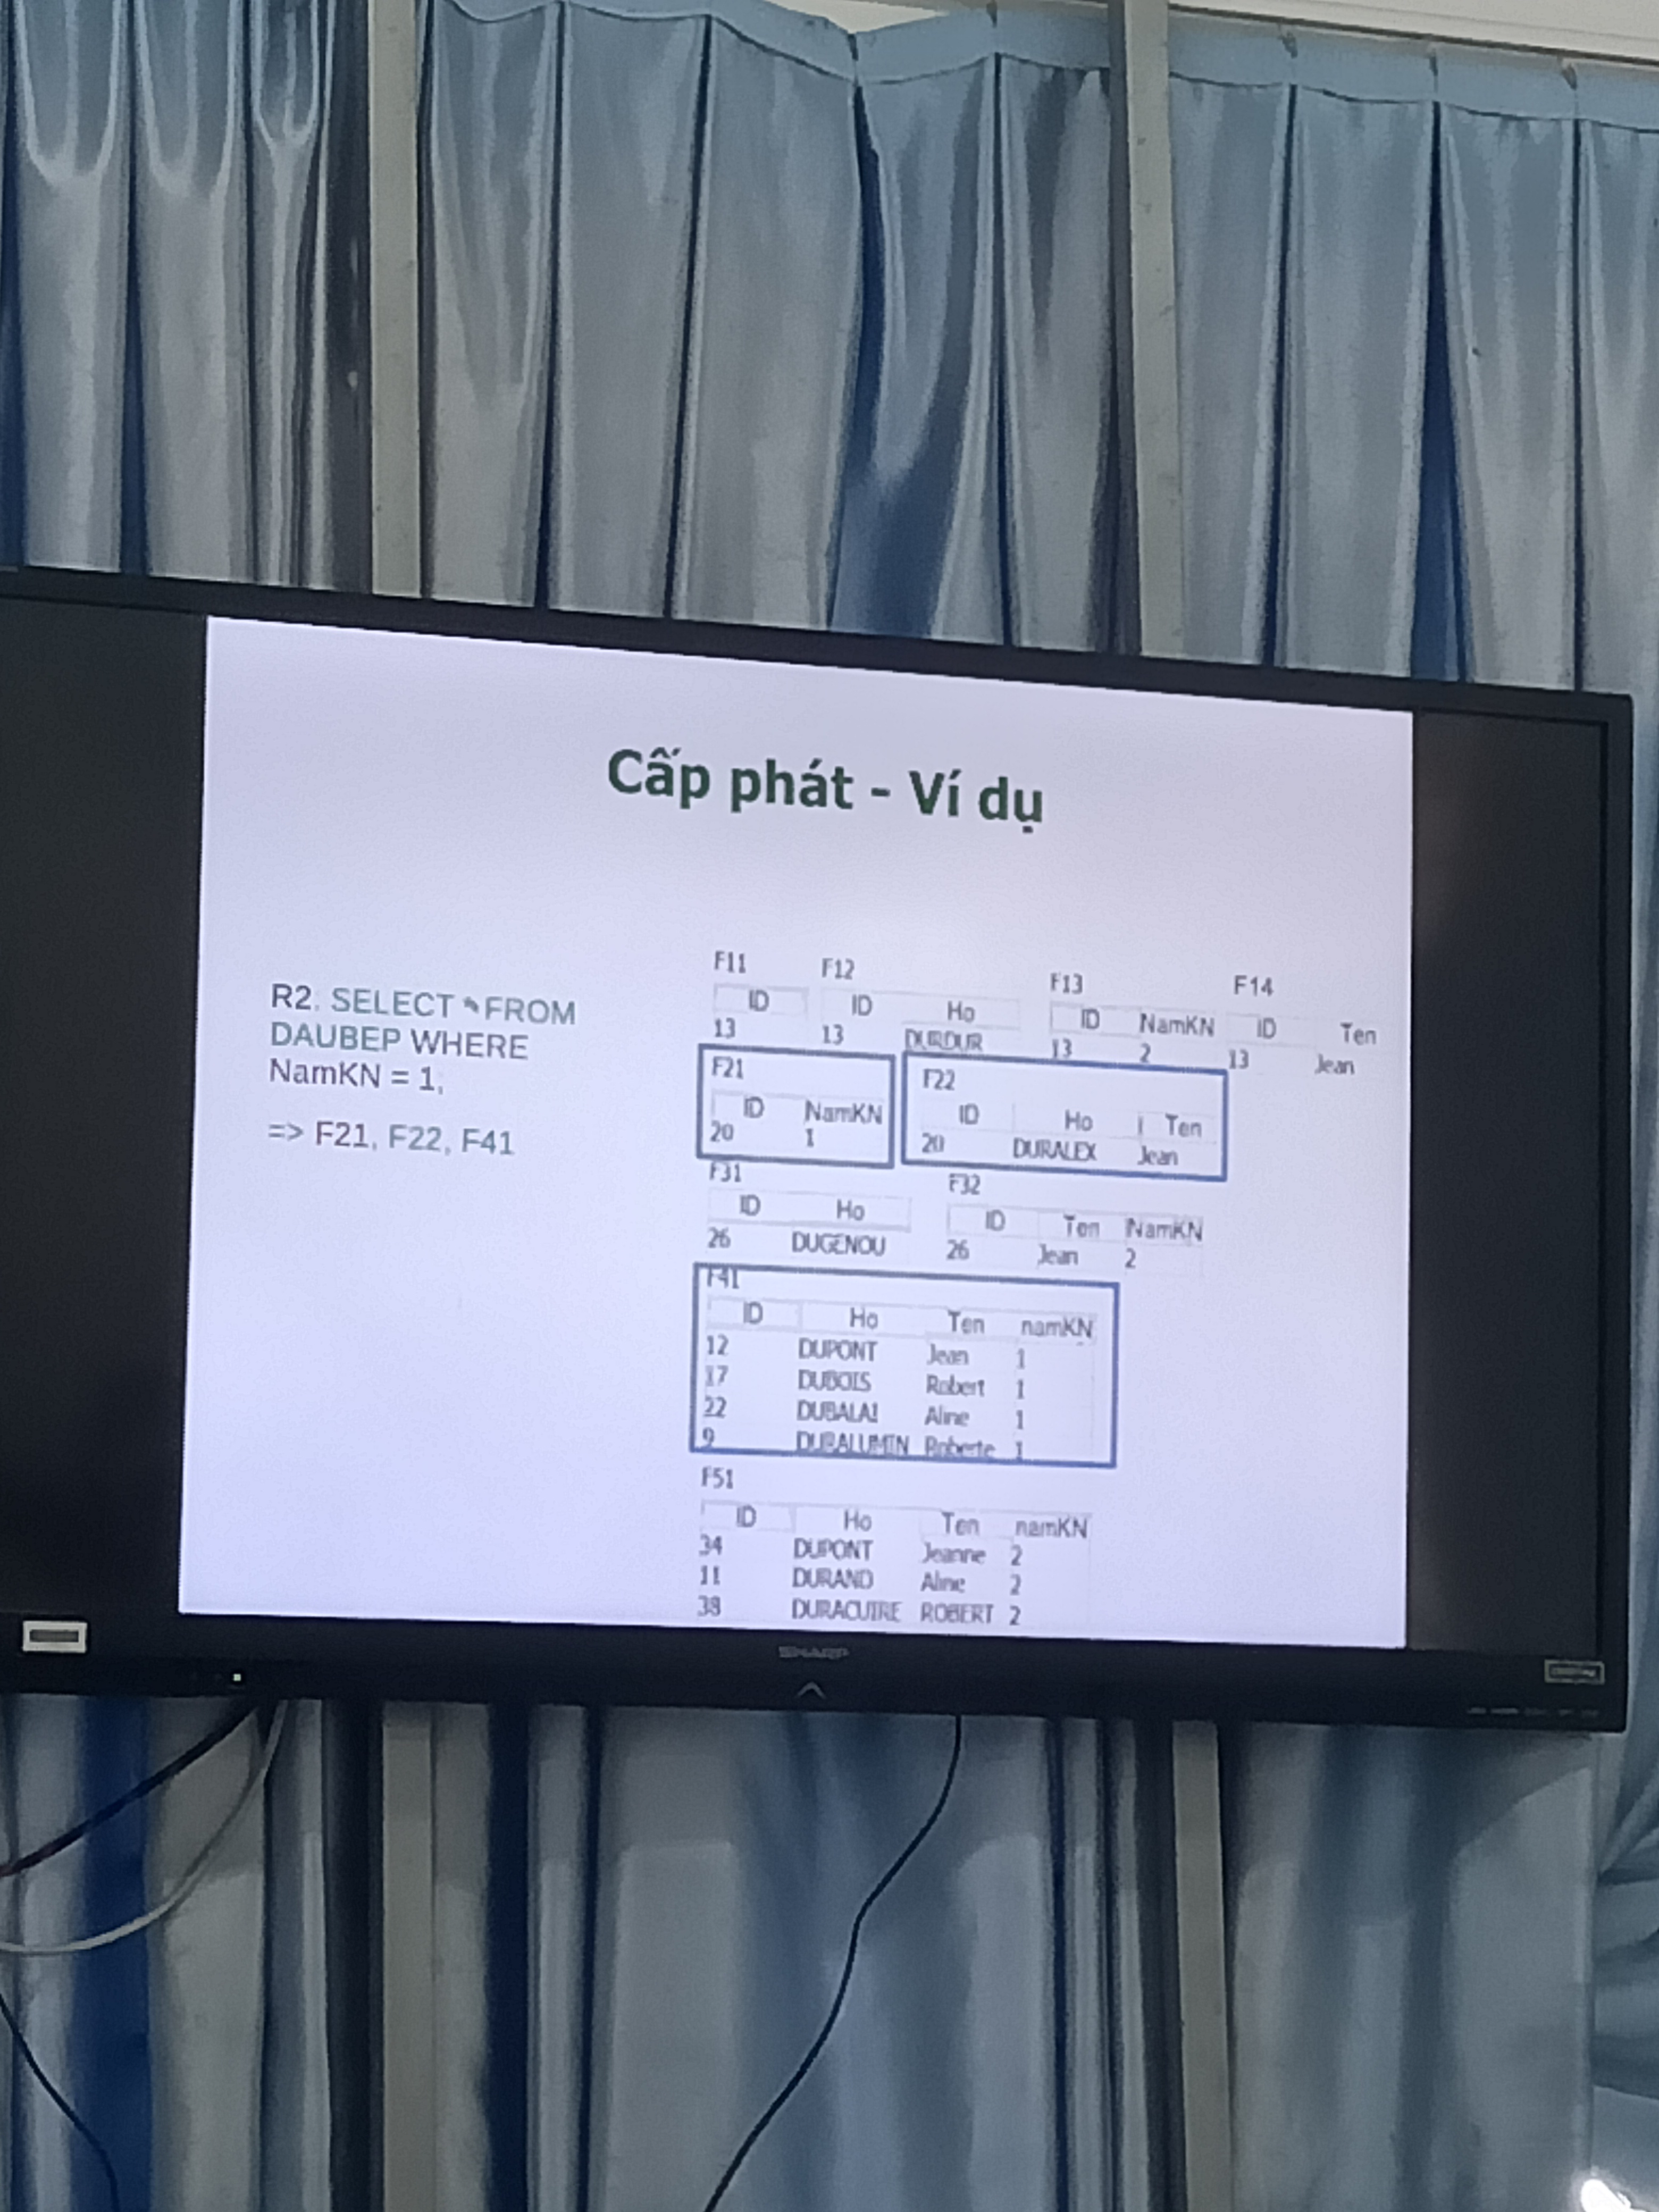 Cấp phát - Ví dụ
R2. SELECT * FROM
DAUBEP WHERE
NamKN = 1,
=> F21, F22, F41
F11 F12 F13 F14
ID ID Ho ID NamKN ID Ten
13 13 DURDUR 13 2 13 Jean
F21 F22
ID NamKN ID Ho Ten
20 1 20 DURALEX Jean
F31 F32
ID Ho ID Ten NamKN
26 DUGENOU 26 Jean 2
F41
ID Ho Ten namKN
12 DUPONT Jean 1
17 DUBOIS Robert 1
22 DUBALAI Aline 1
9 DURALUMIN Roberte 1
F51
ID Ho Ten namKN
34 DUPONT Jeanne 2
11 DURAND Aline 2
38 DURACUIRE ROBERT 2
SHARP